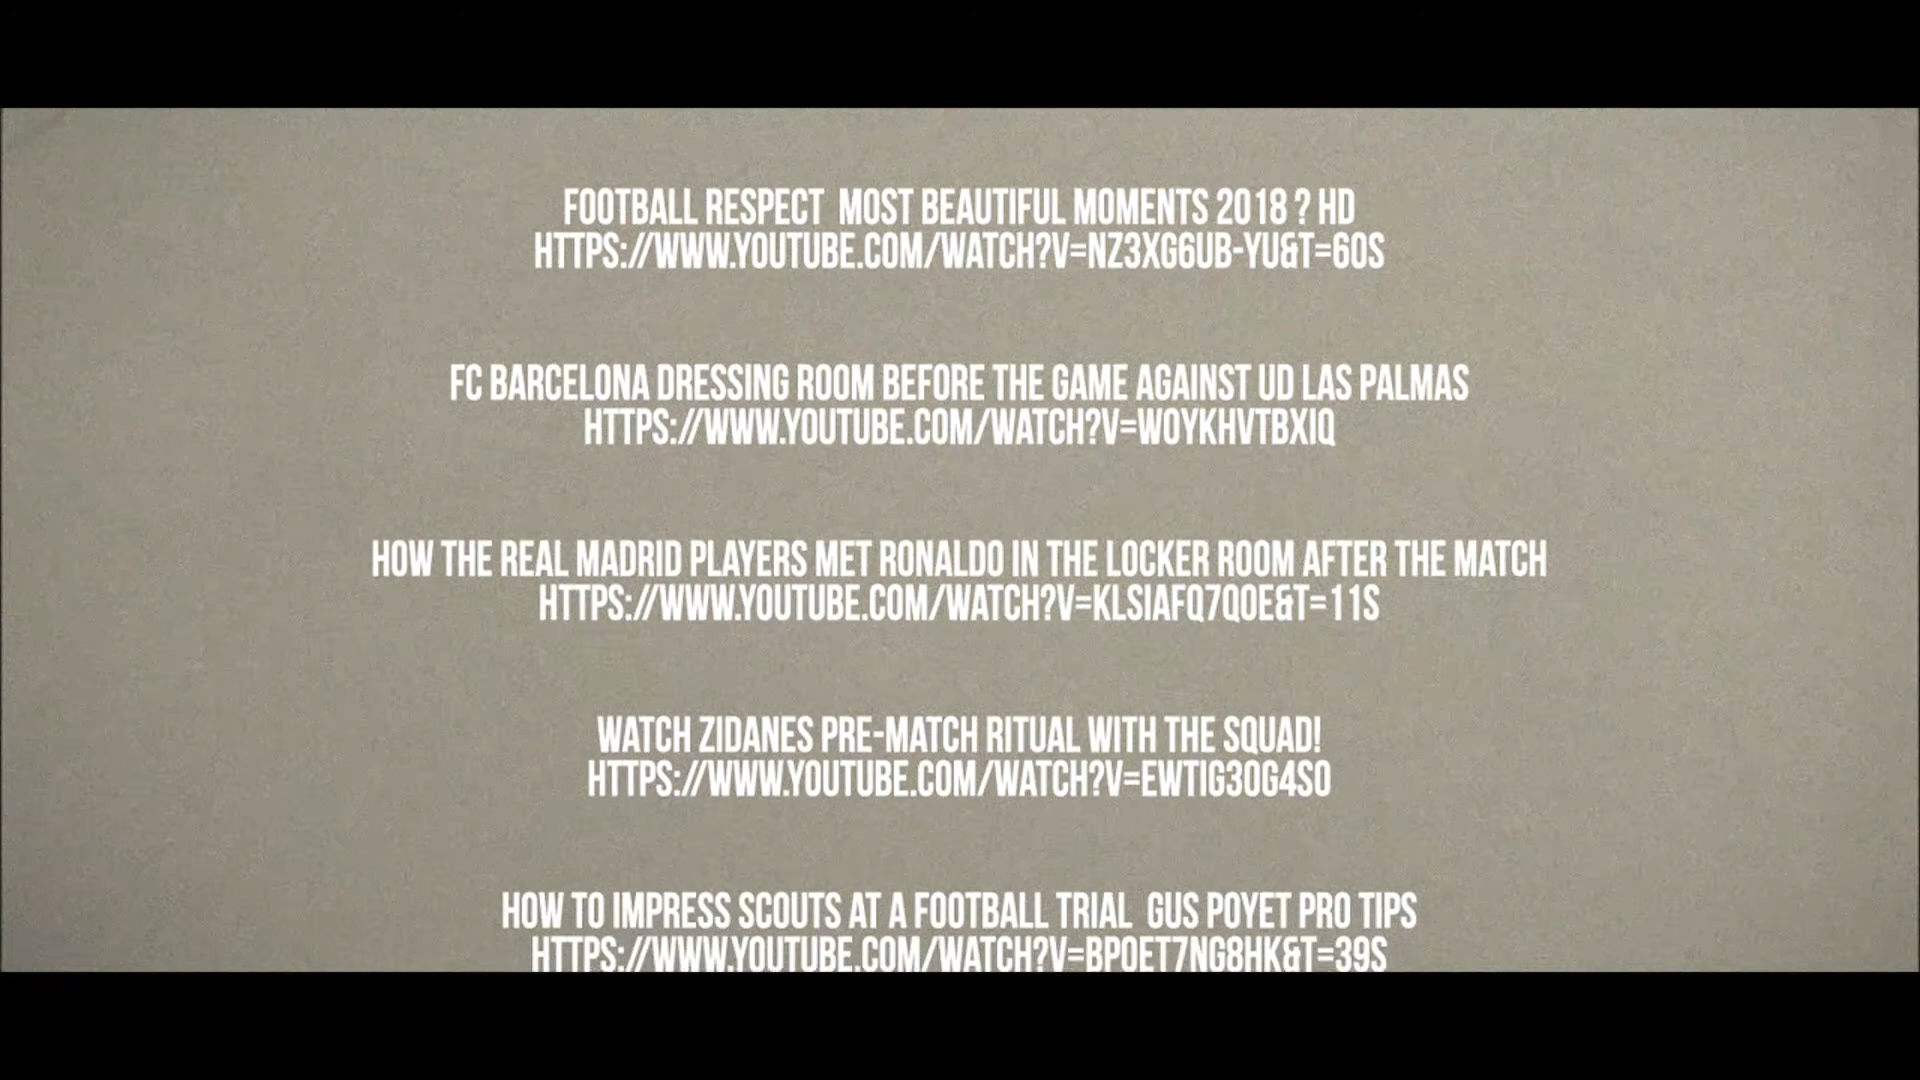 FOOTBALL RESPECT MOST BEAUTIFUL MOMENTS 2018 ? HD
HTTPS://WWW.YOUTUBE.COM/WATCH?V=NZ3XG6UB-YU&T=60S
FC BARCELONA DRESSING ROOM BEFORE THE GAME AGAINST UD LAS PALMAS
HTTPS://WWW.YOUTUBE.COM/WATCH?V=WOYKHVTBXIQ
HOW THE REAL MADRID PLAYERS MET RONALDO IN THE LOCKER ROOM AFTER THE MATCH
HTTPS://WWW.YOUTUBE.COM/WATCH?V=KLSIAFQ7QOE&T=11S
WATCH ZIDANES PRE-MATCH RITUAL WITH THE SQUAD!
HTTPS://WWW.YOUTUBE.COM/WATCH?V=EWTIG3OG4S0
HOW TO IMPRESS SCOUTS AT A FOOTBALL TRIAL GUS POYET PRO TIPS
HTTPS://WWW.YOUTUBE.COM/WATCH?V=BPOET7NG8HK&T=39S